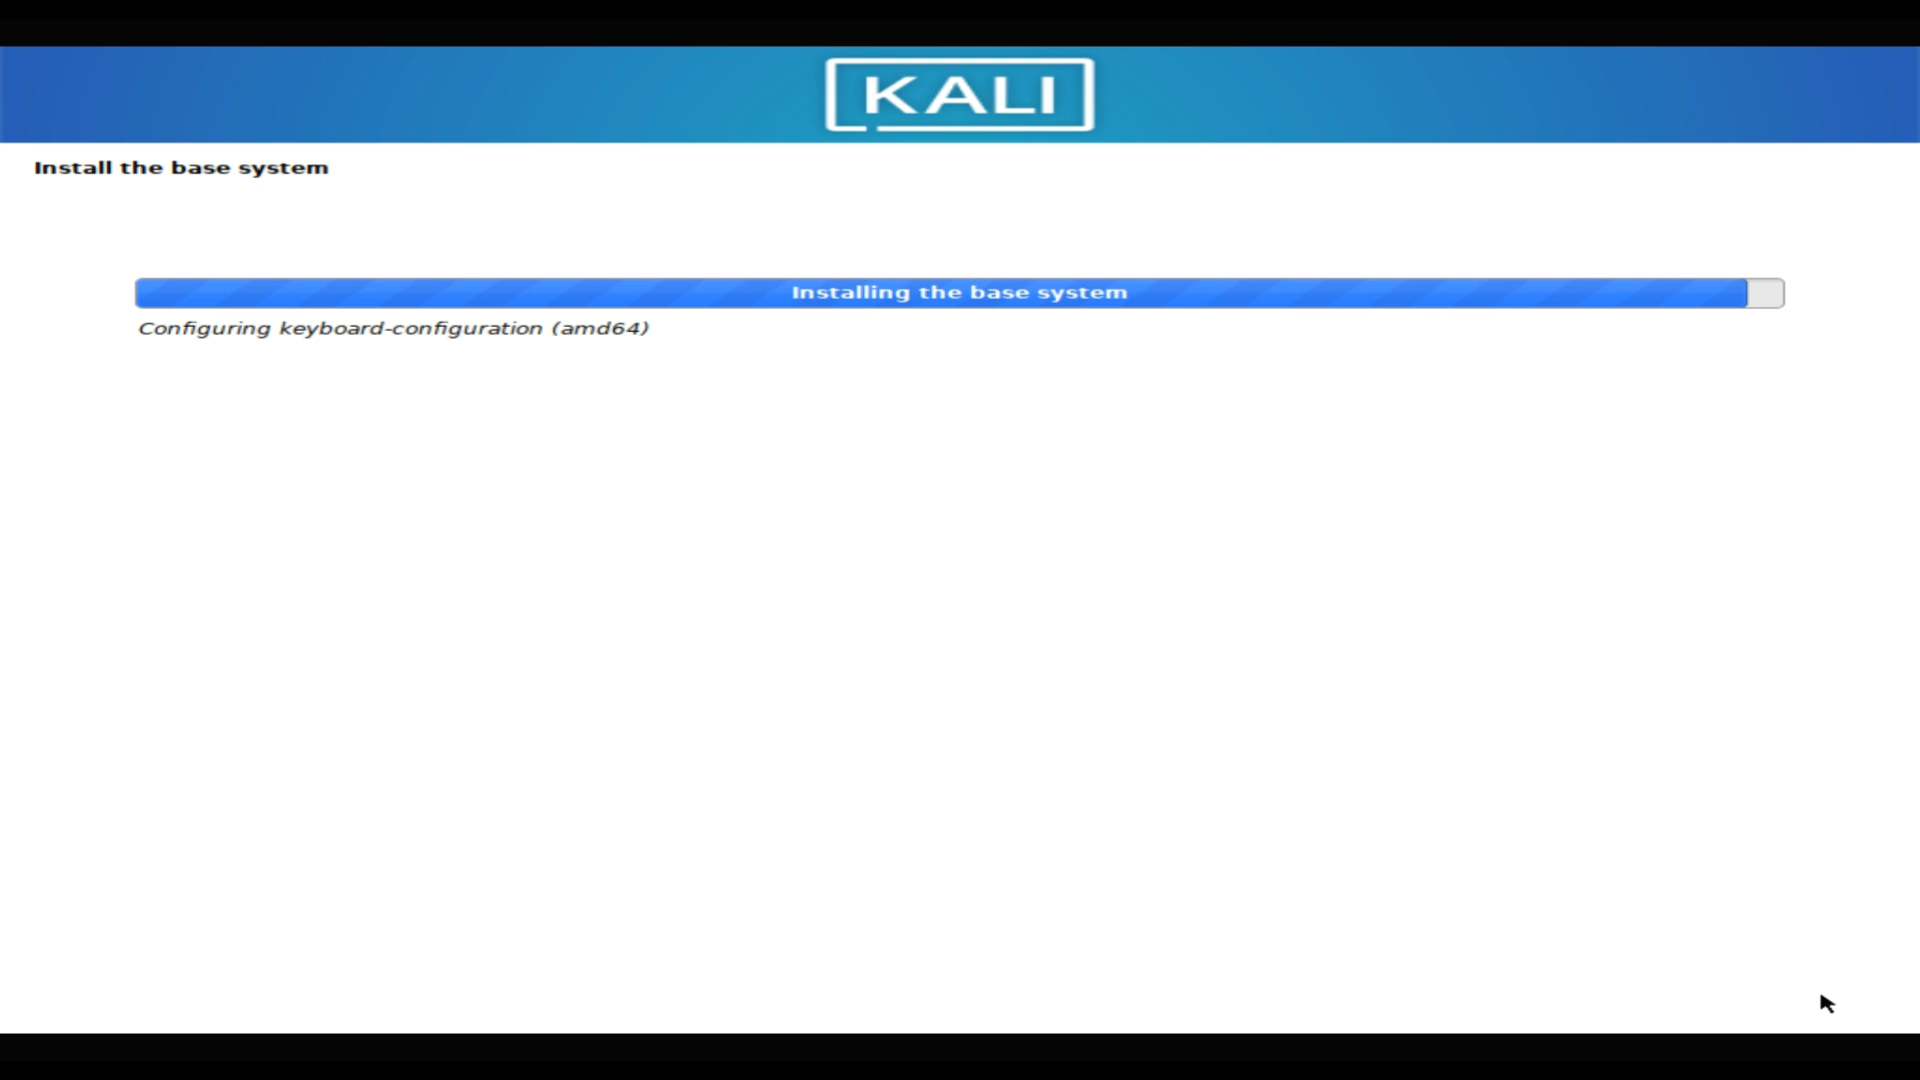 KALI
Install the base system
Installing the base system
Configuring keyboard-configuration (amd64)